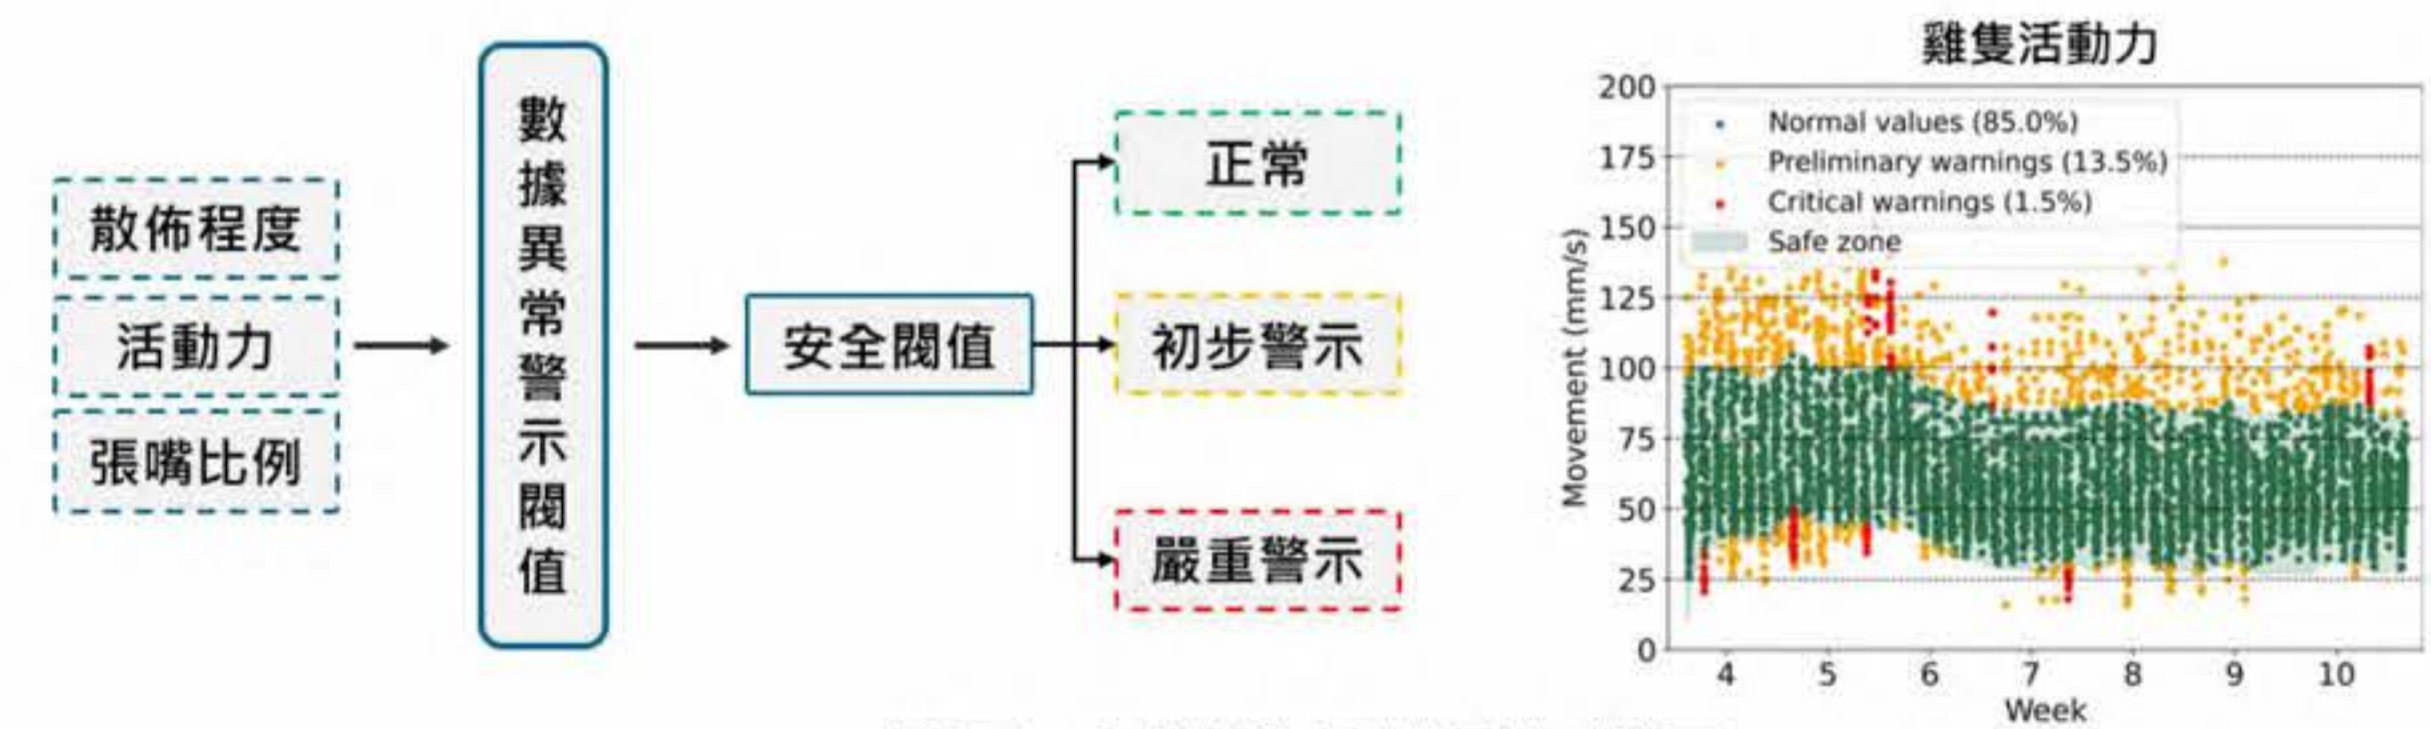 散佈程度
活動力
張嘴比例
數據異常警示閥值
安全閥值
正常
初步警示
嚴重警示
雞隻活動力
200
175
150
125
100
75
50
25
0
Movement (mm/s)
Normal values (85.0%)
Preliminary warnings (13.5%)
Critical warnings (1.5%)
Safe zone
4 5 6 7 8 9 10
Week